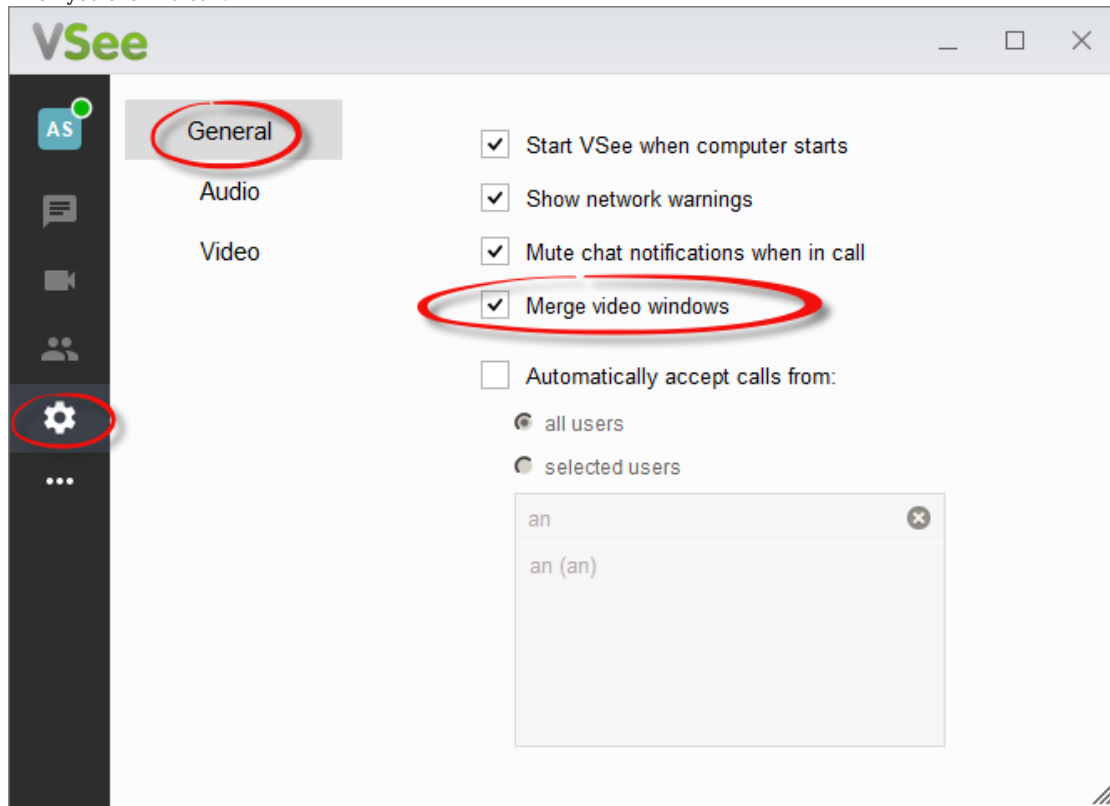 VSee
AS
General
Audio
Video
Start VSee when computer starts
Show network warnings
Mute chat notifications when in call
Merge video windows
Automatically accept calls from:
all users
selected users
an
an (an)